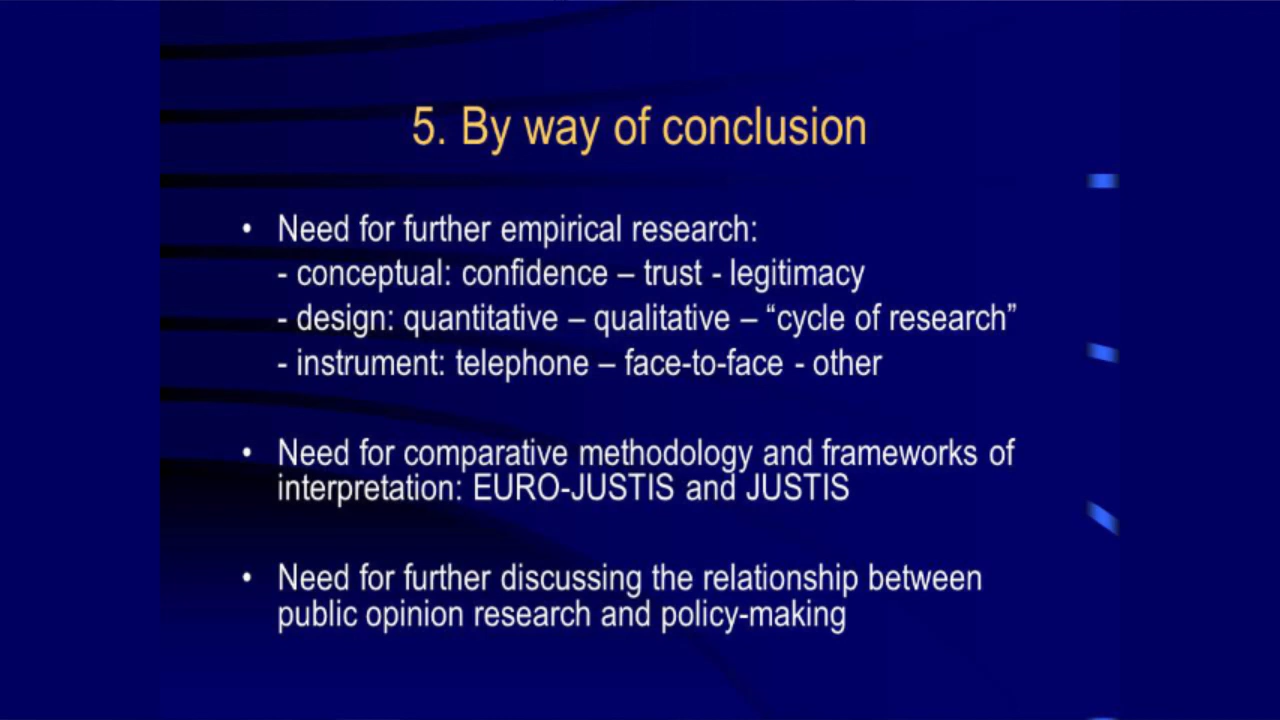 5. By way of conclusion
• Need for further empirical research:
- conceptual: confidence – trust - legitimacy
- design: quantitative – qualitative – “cycle of research”
- instrument: telephone – face-to-face - other
• Need for comparative methodology and frameworks of
interpretation: EURO-JUSTIS and JUSTIS
• Need for further discussing the relationship between
public opinion research and policy-making